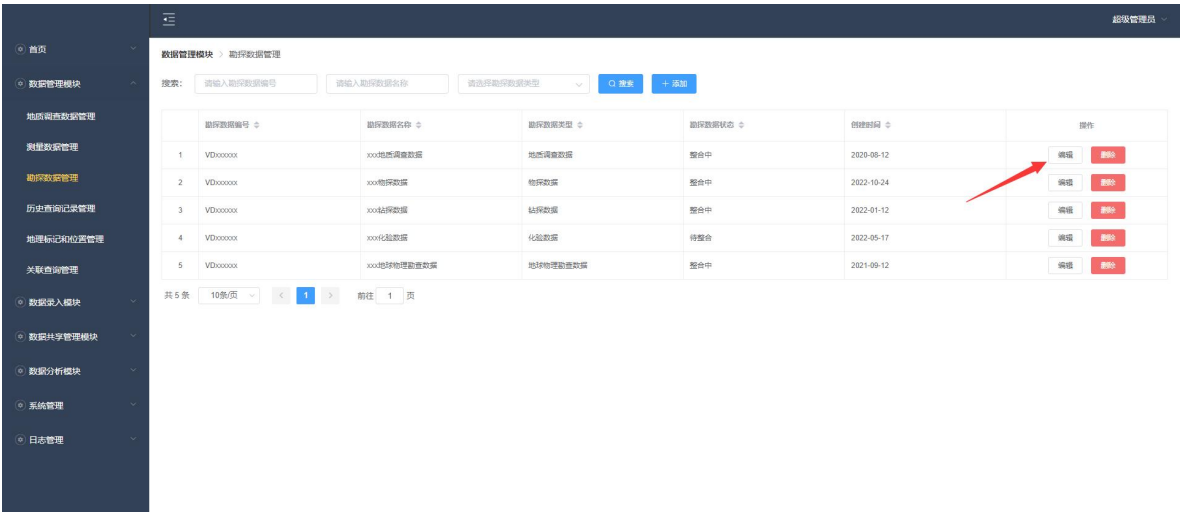 超级管理员
首页
数据管理模块
地质调查数据管理
测量数据管理
勘探数据管理
历史查询记录管理
地理标记和位置管理
关联查询管理
数据录入模块
数据共享管理模块
数据分析模块
系统管理
日志管理
数据管理模块 > 勘探数据管理
搜索: 请输入勘探数据编号 请输入勘探数据名称 请选择勘探数据类型 搜索 + 添加
勘探数据编号 勘探数据名称 勘探数据类型 勘探数据状态 创建时间 操作
1 VDxxxxxx xxx地质调查数据 地质调查数据 整合中 2020-08-12 编辑 删除
2 VDxxxxxx xxx物探数据 物探数据 整合中 2022-10-24 编辑 删除
3 VDxxxxxx xxx钻探数据 钻探数据 整合中 2022-01-12 编辑 删除
4 VDxxxxxx xxx化验数据 化验数据 待整合 2022-05-17 编辑 删除
5 VDxxxxxx xxx地球物理勘查数据 地球物理勘查数据 整合中 2021-09-12 编辑 删除
共 5 条 10条/页 < 1 > 前往 1 页